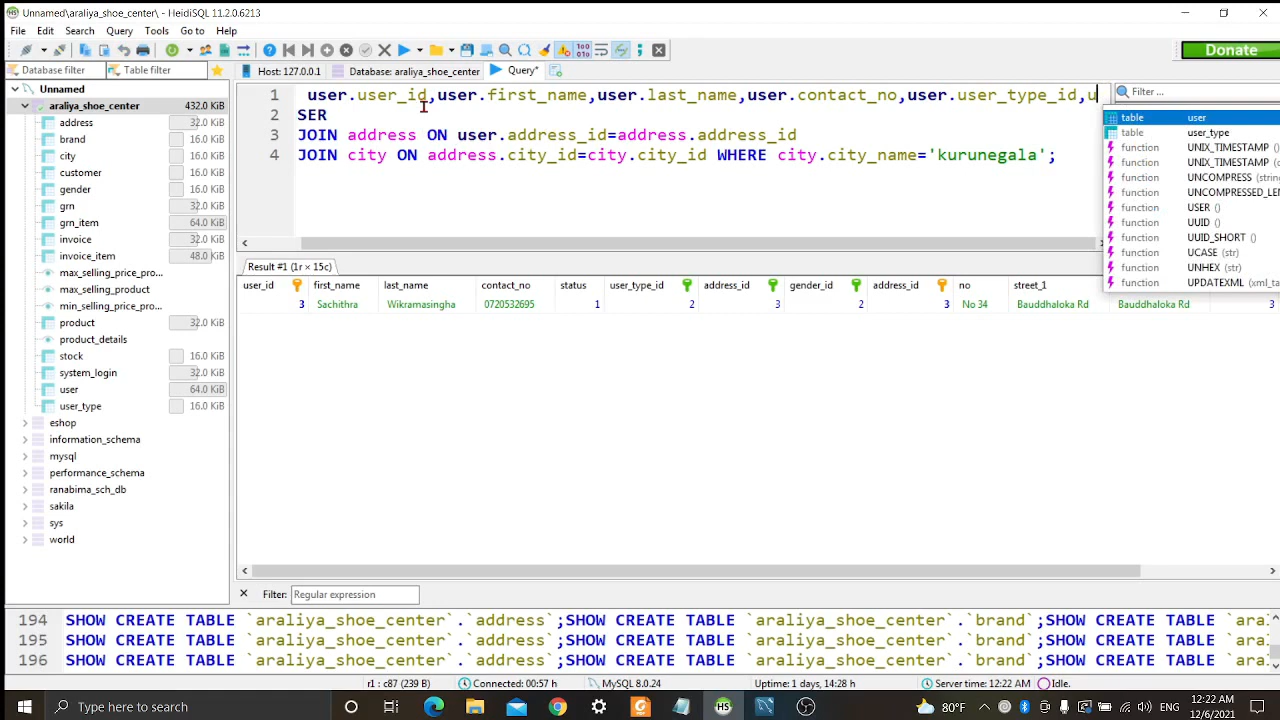 Unnamed\araliya_shoe_center - HeidiSQL 11.2.0.6213
File Edit Search Query Tools Go to Help
Donate
Database filter Table filter Host: 127.0.0.1 Database: araliya_shoe_center Query*
Unnamed
araliya_shoe_center 432.0 KiB
address 32.0 KiB
brand 16.0 KiB
city 16.0 KiB
customer 16.0 KiB
gender 16.0 KiB
grn 32.0 KiB
grn_item 64.0 KiB
invoice 32.0 KiB
invoice_item 48.0 KiB
max_selling_price_pro...
max_selling_product
min_selling_price_pro...
product 32.0 KiB
product_details
stock 16.0 KiB
system_login 32.0 KiB
user 64.0 KiB
user_type 16.0 KiB
eshop
information_schema
mysql
performance_schema
ranabima_sch_db
sakila
sys
world
1 user.user_id,user.first_name,user.last_name,user.contact_no,user.user_type_id,u
2 SER
3 JOIN address ON user.address_id=address.address_id
4 JOIN city ON address.city_id=city.city_id WHERE city.city_name='kurunegala';
Filter ...
table user
table user_type
function UNIX_TIMESTAMP ()
function UNIX_TIMESTAMP (
function UNCOMPRESS (string
function UNCOMPRESSED_LEN
function USER ()
function UUID ()
function UUID_SHORT ()
function UCASE (str)
function UNHEX (str)
function UPDATEXML (xml_ta
Result #1 (1r × 15c)
user_id first_name last_name contact_no status user_type_id address_id gender_id address_id no street_1
3 Sachithra Wikramasingha 0720532695 1 2 3 2 3 No 34 Bauddhaloka Rd Bauddhaloka Rd 3
Filter: Regular expression
194 SHOW CREATE TABLE `araliya_shoe_center`.`address`;SHOW CREATE TABLE `araliya_shoe_center`.`brand`;SHOW CREATE TABLE `aral
195 SHOW CREATE TABLE `araliya_shoe_center`.`address`;SHOW CREATE TABLE `araliya_shoe_center`.`brand`;SHOW CREATE TABLE `aral
196 SHOW CREATE TABLE `araliya_shoe_center`.`address`;SHOW CREATE TABLE `araliya_shoe_center`.`brand`;SHOW CREATE TABLE `aral
r1 : c87 (239 B) Connected: 00:57 h MySQL 8.0.24 Uptime: 1 days, 14:28 h Server time: 12:22 AM Idle.
Type here to search
80°F
12:22 AM
12/6/2021